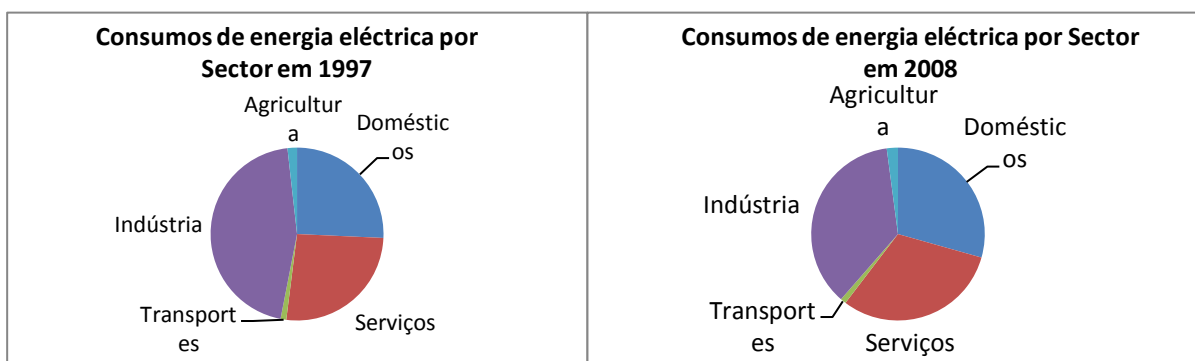 Consumos de energia eléctrica por
Sector em 1997
Agricultur
a
Doméstic
os
Indústria
Transport
es
Serviços
Consumos de energia eléctrica por Sector
em 2008
Agricultur
a
Doméstic
os
Indústria
Transport
es
Serviços